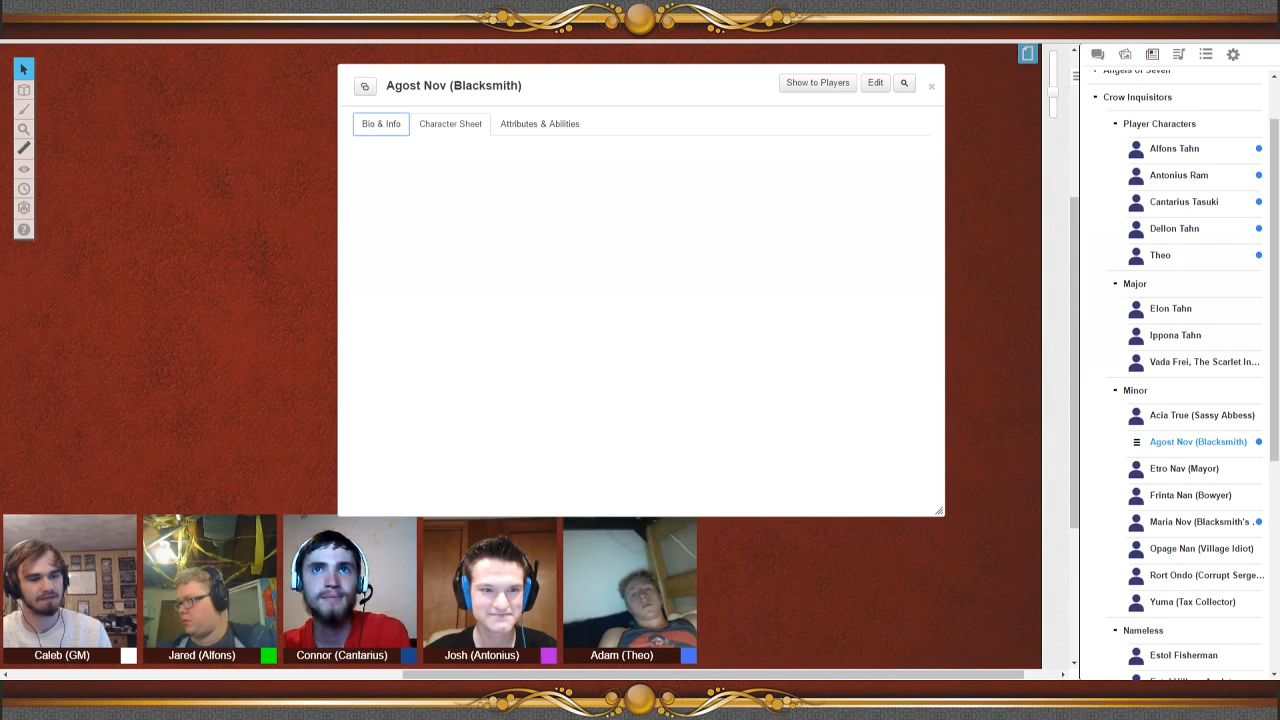 Agost Nov (Blacksmith)
Show to Players
Edit
Bio & Info
Character Sheet
Attributes & Abilities
Angels of Seven
Crow Inquisitors
Player Characters
Alfons Tahn
Antonius Ram
Cantarius Tasuki
Dellon Tahn
Theo
Major
Elon Tahn
Ippona Tahn
Vada Frei, The Scarlet In...
Minor
Acia True (Sassy Abbess)
Agost Nov (Blacksmith)
Etro Nav (Mayor)
Frinta Nan (Bowyer)
Maria Nov (Blacksmith's ...
Opage Nan (Village Idiot)
Rort Ondo (Corrupt Serge...
Yuma (Tax Collector)
Nameless
Estol Fisherman
Caleb (GM)
Jared (Alfons)
Connor (Cantarius)
Josh (Antonius)
Adam (Theo)